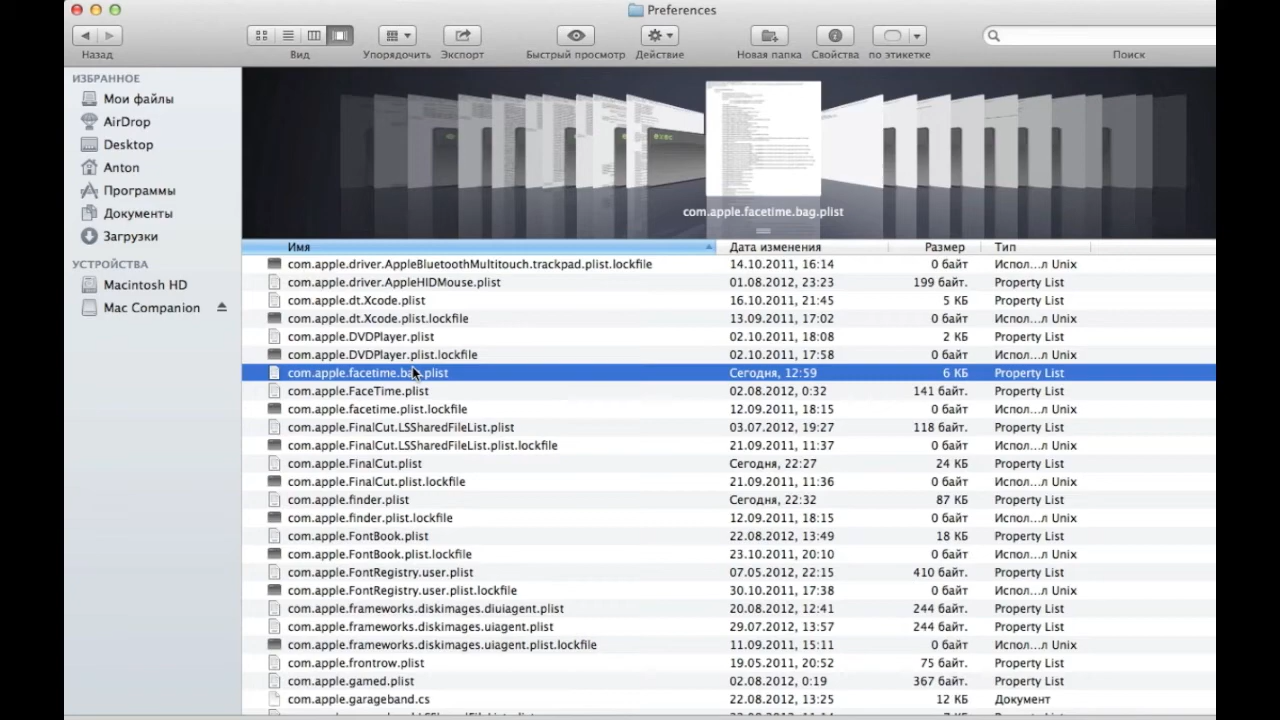 Preferences
Назад
Вид
Упорядочить
Экспорт
Быстрый просмотр
Действие
Новая папка
Свойства
по этикетке
Поиск
ИЗБРАННОЕ
Мои файлы
AirDrop
Desktop
Anton
Программы
Документы
Загрузки
УСТРОЙСТВА
Macintosh HD
Mac Companion
com.apple.facetime.bag.plist
Имя Дата изменения Размер Тип
com.apple.driver.AppleBluetoothMultitouch.trackpad.plist.lockfile 14.10.2011, 16:14 0 байт Испол...л Unix
com.apple.driver.AppleHIDMouse.plist 01.08.2012, 23:23 199 байт. Property List
com.apple.dt.Xcode.plist 16.10.2011, 21:45 5 КБ Property List
com.apple.dt.Xcode.plist.lockfile 13.09.2011, 17:02 0 байт Испол...л Unix
com.apple.DVDPlayer.plist 02.10.2011, 18:08 2 КБ Property List
com.apple.DVDPlayer.plist.lockfile 02.10.2011, 17:58 0 байт Испол...л Unix
com.apple.facetime.bag.plist Сегодня, 12:59 6 КБ Property List
com.apple.FaceTime.plist 02.08.2012, 0:32 141 байт. Property List
com.apple.facetime.plist.lockfile 12.09.2011, 18:15 0 байт Испол...л Unix
com.apple.FinalCut.LSSharedFileList.plist 03.07.2012, 19:27 118 байт. Property List
com.apple.FinalCut.LSSharedFileList.plist.lockfile 21.09.2011, 11:37 0 байт Испол...л Unix
com.apple.FinalCut.plist Сегодня, 22:27 24 КБ Property List
com.apple.FinalCut.plist.lockfile 21.09.2011, 11:36 0 байт Испол...л Unix
com.apple.finder.plist Сегодня, 22:32 87 КБ Property List
com.apple.finder.plist.lockfile 12.09.2011, 18:15 0 байт Испол...л Unix
com.apple.FontBook.plist 22.08.2012, 13:49 18 КБ Property List
com.apple.FontBook.plist.lockfile 23.10.2011, 20:10 0 байт Испол...л Unix
com.apple.FontRegistry.user.plist 07.05.2012, 22:15 410 байт. Property List
com.apple.FontRegistry.user.plist.lockfile 30.10.2011, 17:38 0 байт Испол...л Unix
com.apple.frameworks.diskimages.diuiagent.plist 20.08.2012, 12:41 244 байт. Property List
com.apple.frameworks.diskimages.uiagent.plist 29.07.2012, 13:57 244 байт. Property List
com.apple.frameworks.diskimages.uiagent.plist.lockfile 11.09.2011, 15:11 0 байт Испол...л Unix
com.apple.frontrow.plist 19.05.2011, 20:52 75 байт. Property List
com.apple.gamed.plist 02.08.2012, 0:19 367 байт. Property List
com.apple.garageband.cs 22.08.2012, 13:25 12 КБ Документ